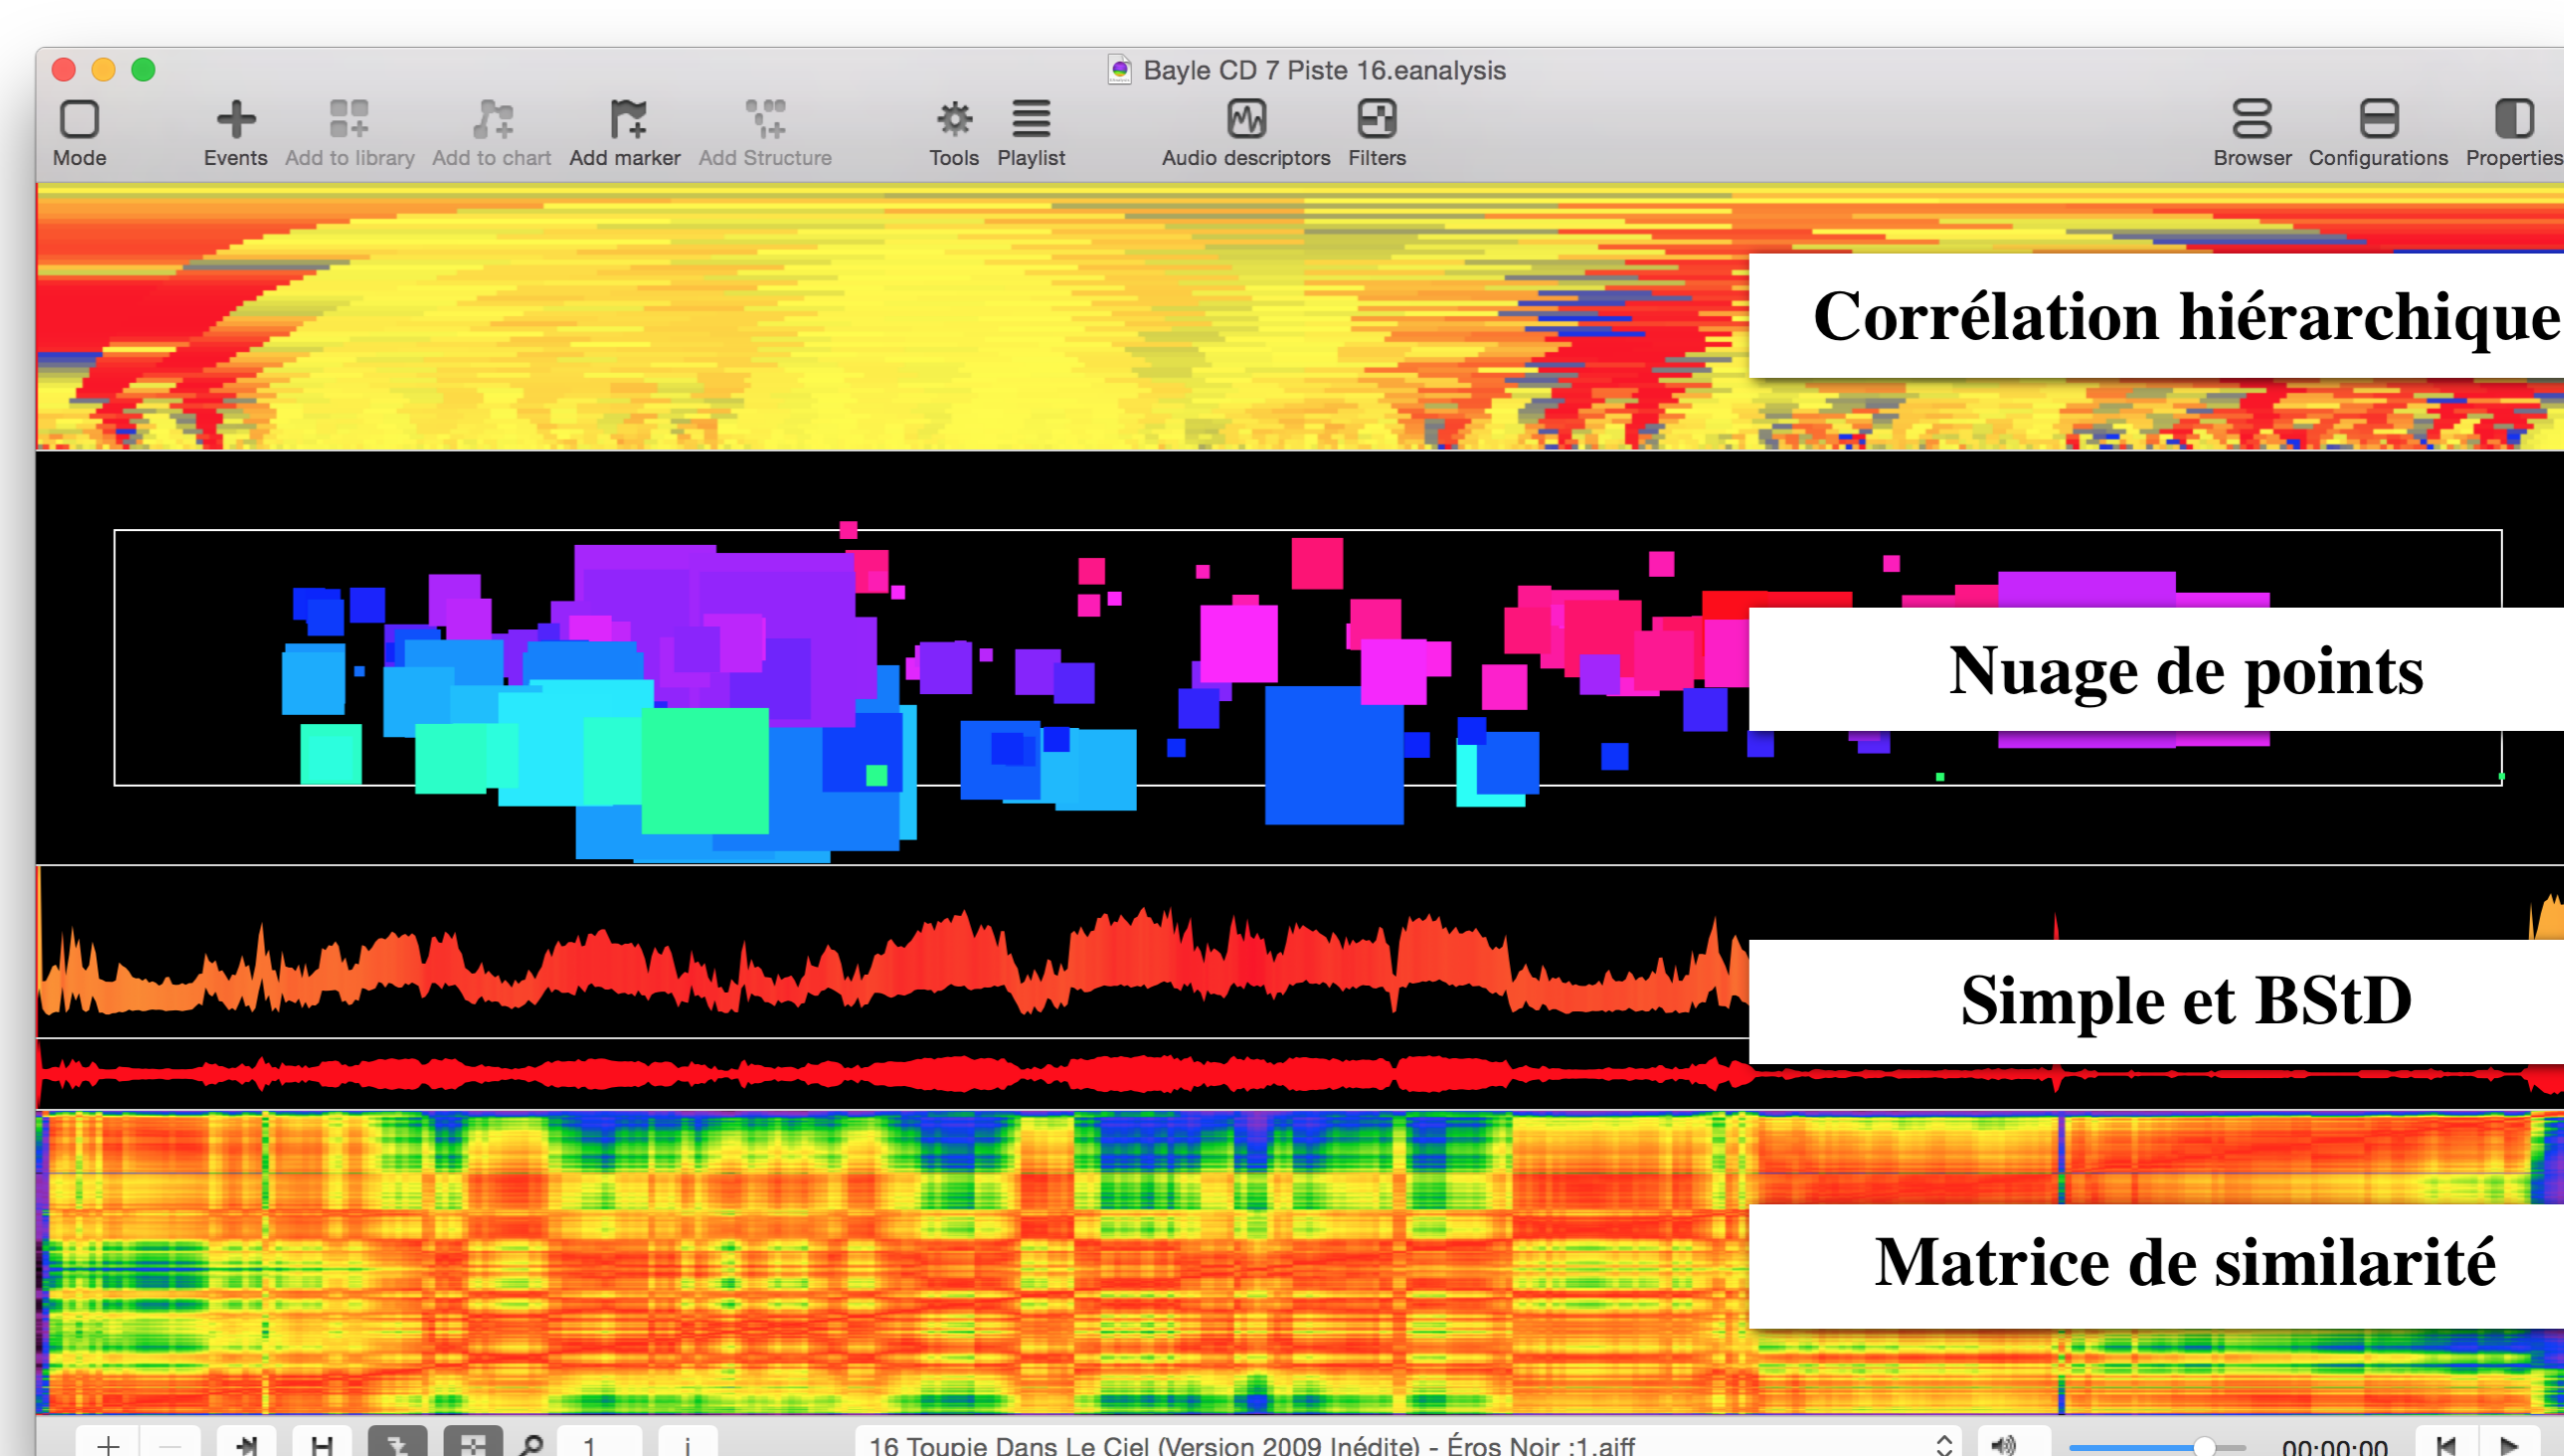 Bayle CD 7 Piste 16.eanalysis
Mode Events Add to library Add to chart Add marker Add Structure Tools Playlist Audio descriptors Filters Browser Configurations Properties
Corrélation hiérarchique
Nuage de points
Simple et BStD
Matrice de similarité
1 i 16 Toupie Dans Le Ciel (Version 2009 Inédite) - Éros Noir :1.aiff 00:00:00